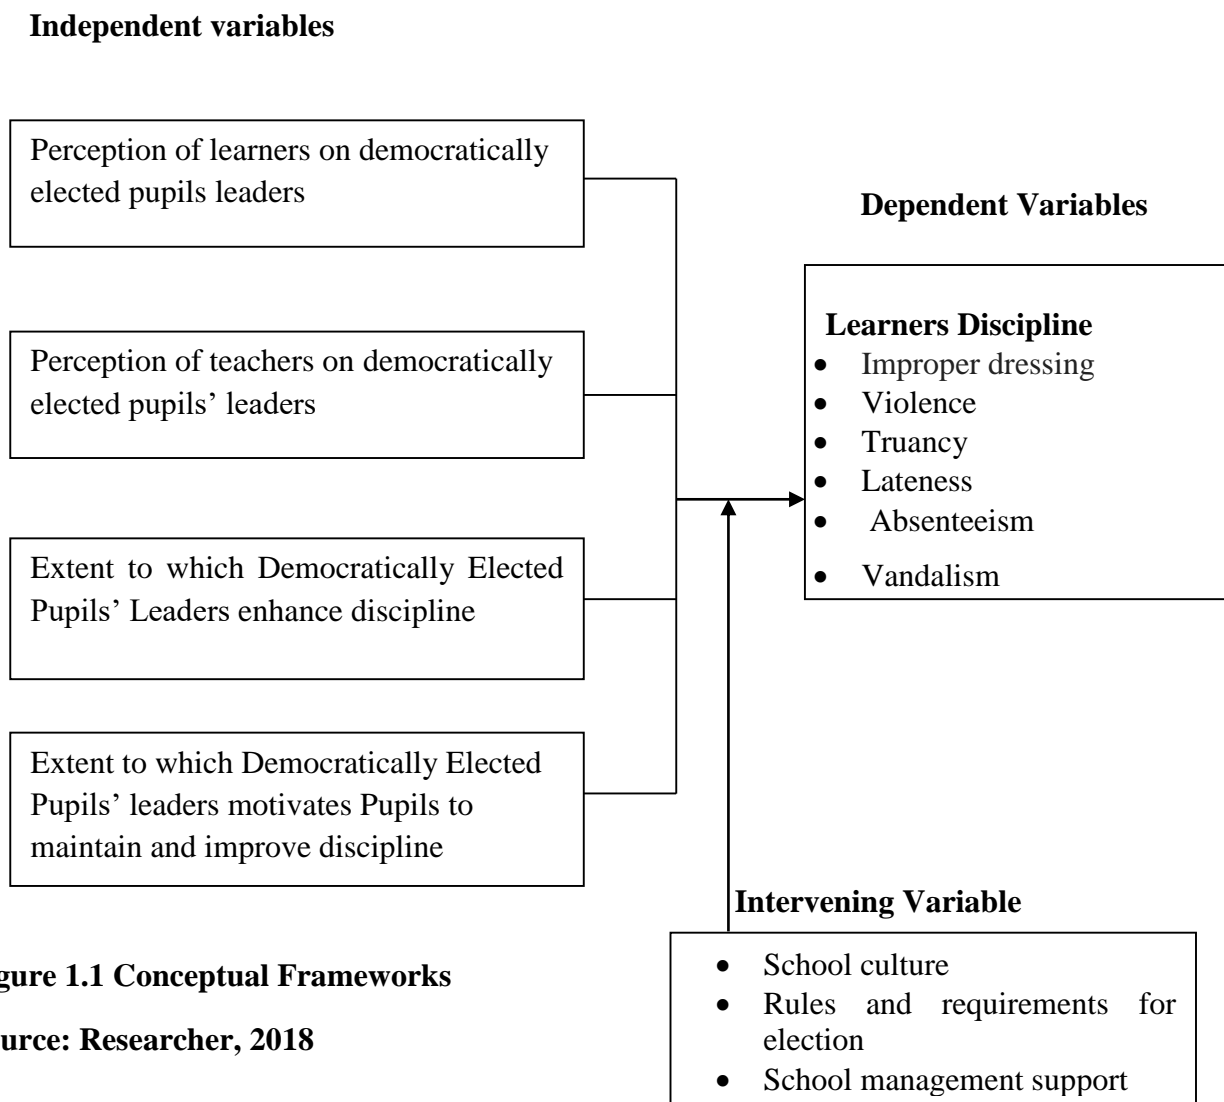 Independent variables
Perception of learners on democratically
elected pupils leaders
Perception of teachers on democratically
elected pupils’ leaders
Extent to which Democratically Elected
Pupils’ Leaders enhance discipline
Extent to which Democratically Elected
Pupils’ leaders motivates Pupils to
maintain and improve discipline
Dependent Variables
Learners Discipline
• Improper dressing
• Violence
• Truancy
• Lateness
• Absenteeism
• Vandalism
Intervening Variable
• School culture
• Rules and requirements for
election
• School management support
gure 1.1 Conceptual Frameworks
urce: Researcher, 2018